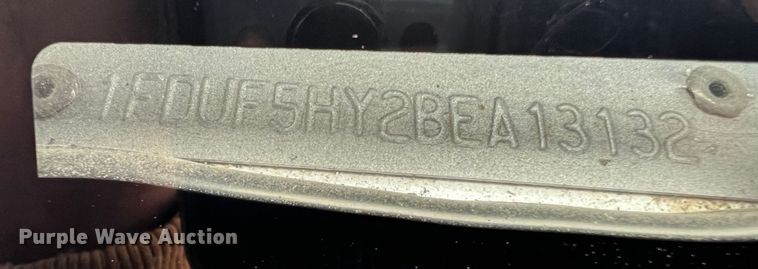 1FDUF5HY2BEA13132
Purple Wave Auction